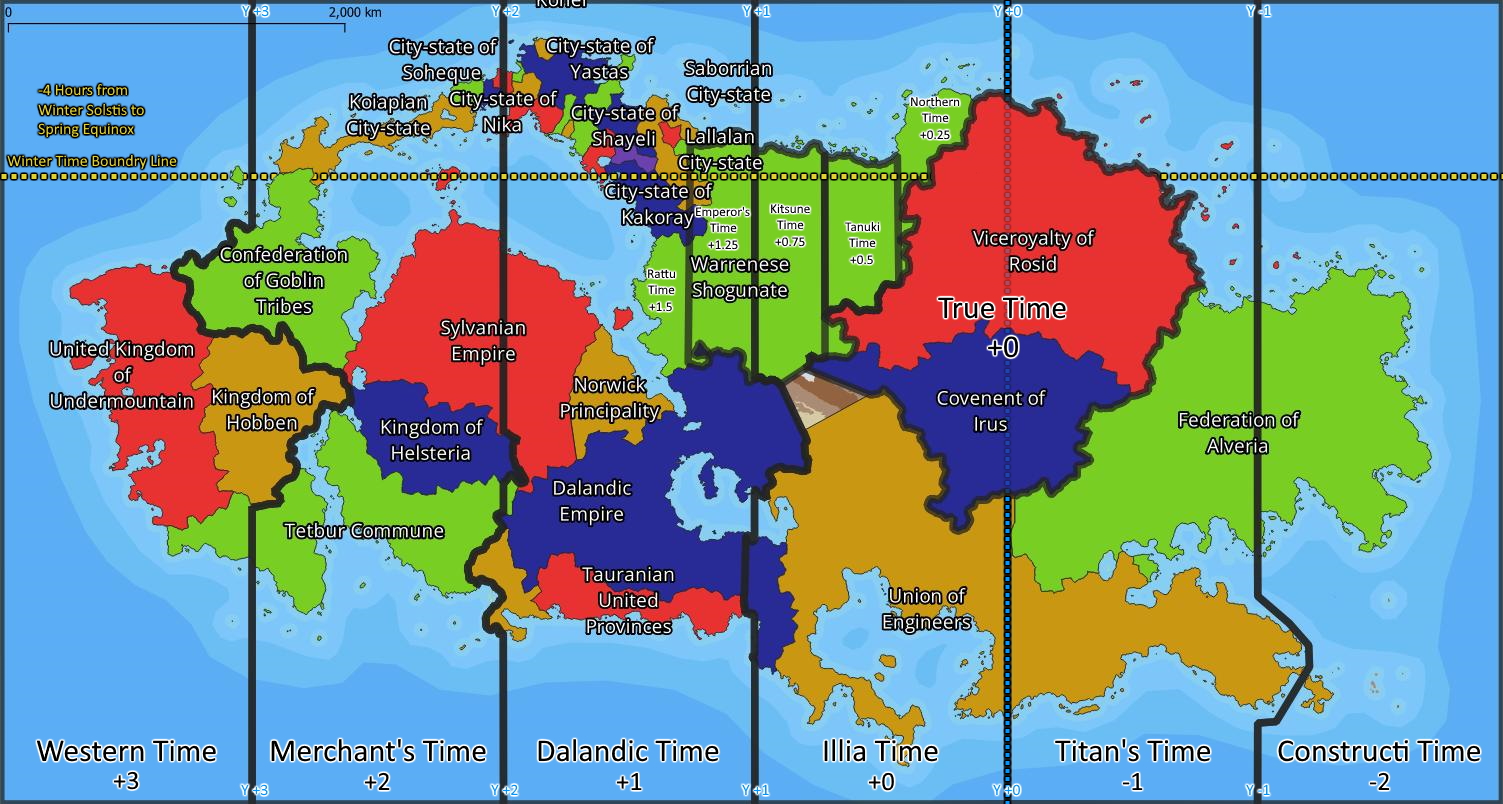 Koner
Y +3
Y +2
Y +1
Y +0
Y -1
0
2,000 km
-4 Hours from
Winter Solstis to
Spring Equinox
Winter Time Boundry Line
City-state of
Soheque
City-state of
Yastas
Saborrian
City-state
Koiapian
City-state
City-state of
Nika
City-state of
Shayeli
Lallalan
City-state
City-state of
Kakoray
Northern
Time
+0.25
Emperor's
Time
+1.25
Kitsune
Time
+0.75
Tanuki
Time
+0.5
Rattu
Time
+1.5
Warrenese
Shogunate
Viceroyalty of
Rosid
True Time
+0
Confederation
of Goblin
Tribes
United Kingdom
of
Undermountain
Kingdom of
Hobben
Sylvanian
Empire
Norwick
Principality
Kingdom of
Helsteria
Covenent of
Irus
Federation of
Alveria
Tetbur Commune
Dalandic
Empire
Tauranian
United
Provinces
Union of
Engineers
Western Time
+3
Merchant's Time
+2
Dalandic Time
+1
Illia Time
+0
Titan's Time
-1
Constructi Time
-2
Y +3
Y +2
Y +1
Y +0
Y -1